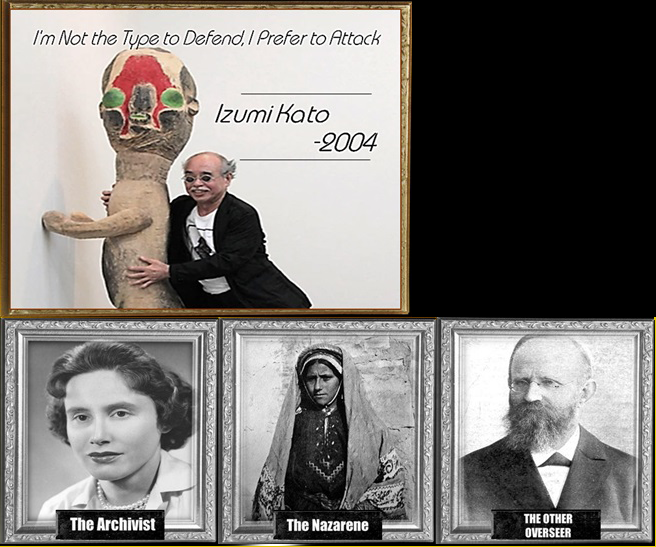 I'm Not the Type to Defend, I Prefer to Attack
Izumi Kato
-2004
The Archivist
The Nazarene
THE OTHER
OVERSEER